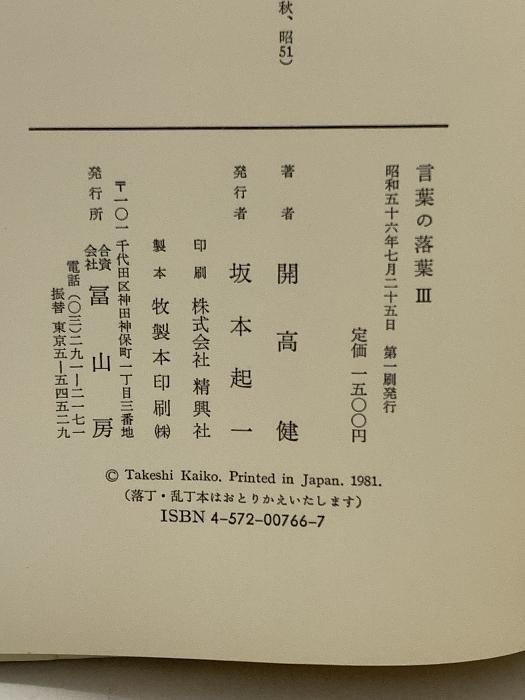 秋、昭51）
言葉の落葉 III
昭和五十六年七月二十五日 第一刷発行
定価 一五〇〇円
著者 開高健
発行者 坂本起一
印刷 株式会社 精興社
製本 牧製本印刷㈱
〒一〇一 千代田区神田神保町一丁目三番地
発行所 合資会社 冨山房
電話（〇三）二九一―二一七一
振替 東京五―五四五二九
© Takeshi Kaiko. Printed in Japan. 1981.
（落丁・乱丁本はおとりかえいたします）
ISBN 4-572-00766-7